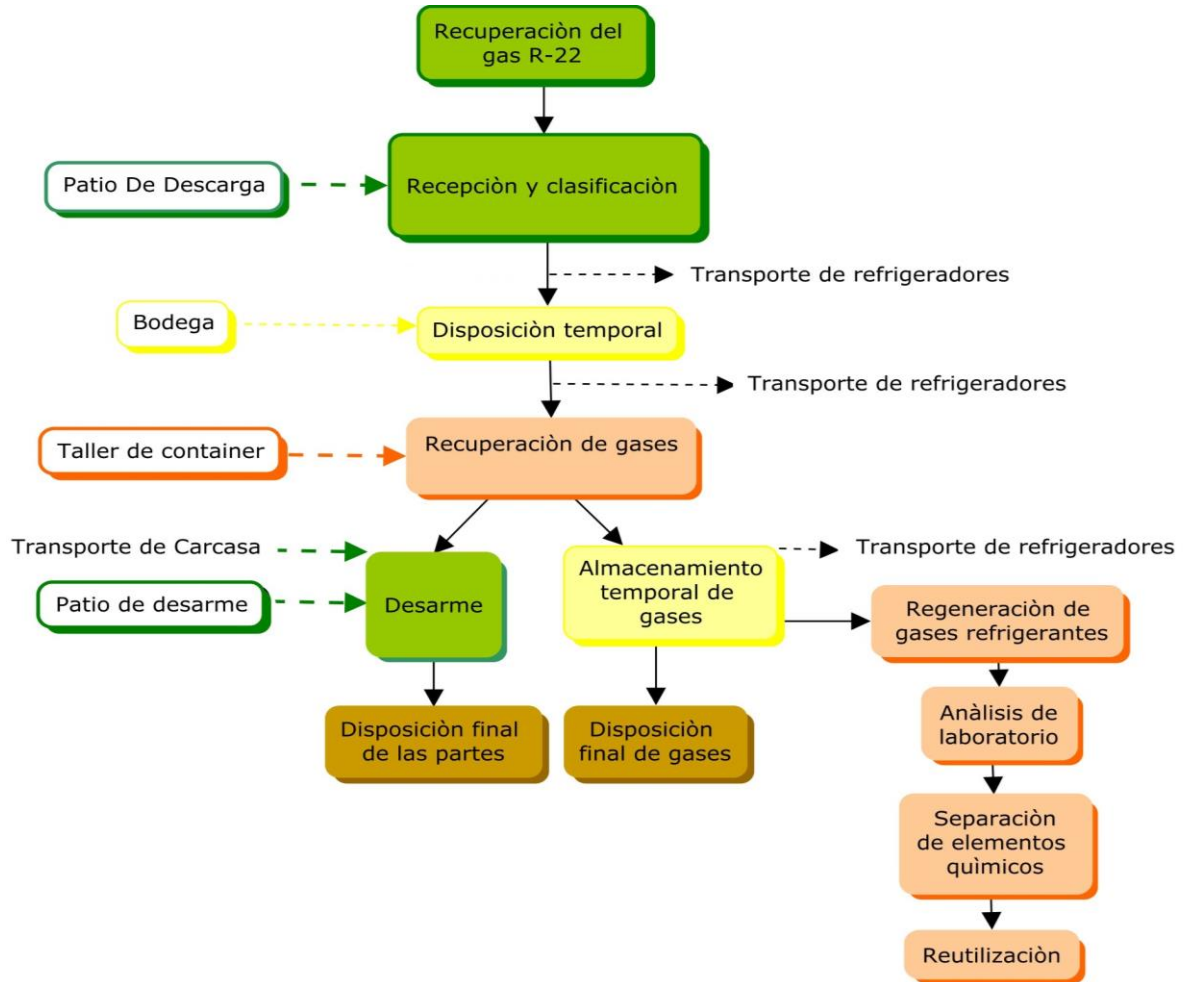 Recuperaciòn del
gas R-22
Patio De Descarga
Recepciòn y clasificaciòn
Transporte de refrigeradores
Bodega
Disposiciòn temporal
Transporte de refrigeradores
Taller de container
Recuperaciòn de gases
Transporte de Carcasa
Patio de desarme
Desarme
Almacenamiento
temporal de
gases
Transporte de refrigeradores
Regeneraciòn de
gases refrigerantes
Disposiciòn final
de las partes
Disposiciòn
final de gases
Anàlisis de
laboratorio
Separaciòn
de elementos
quìmicos
Reutilizaciòn